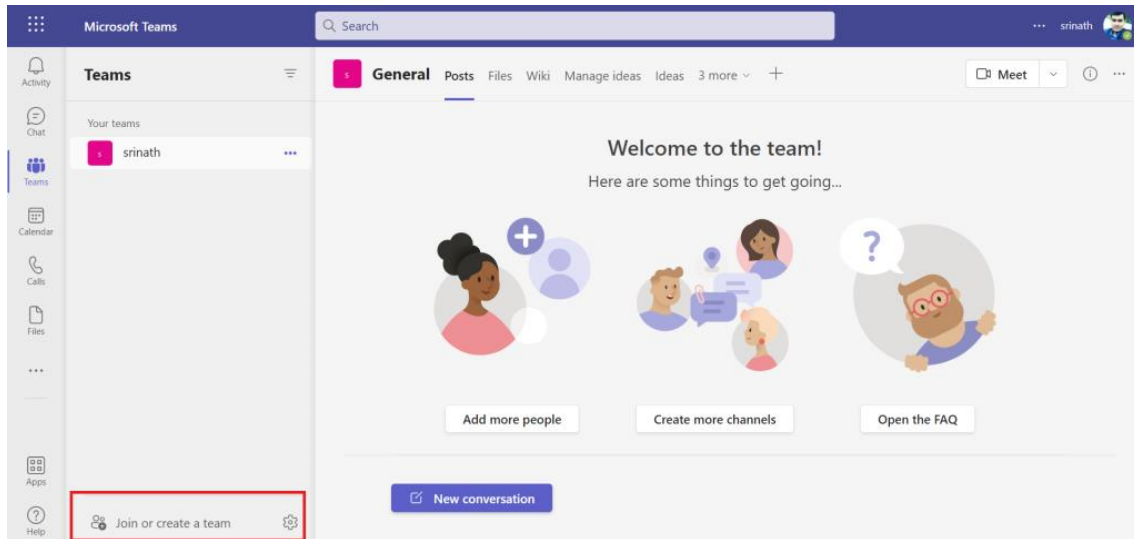 Microsoft Teams
Search
srinath
Activity
Chat
Teams
Calendar
Calls
Files
Apps
Help
Teams
Your teams
s srinath
Join or create a team
s General Posts Files Wiki Manage ideas Ideas 3 more
Meet
Welcome to the team!
Here are some things to get going...
?
Add more people
Create more channels
Open the FAQ
New conversation